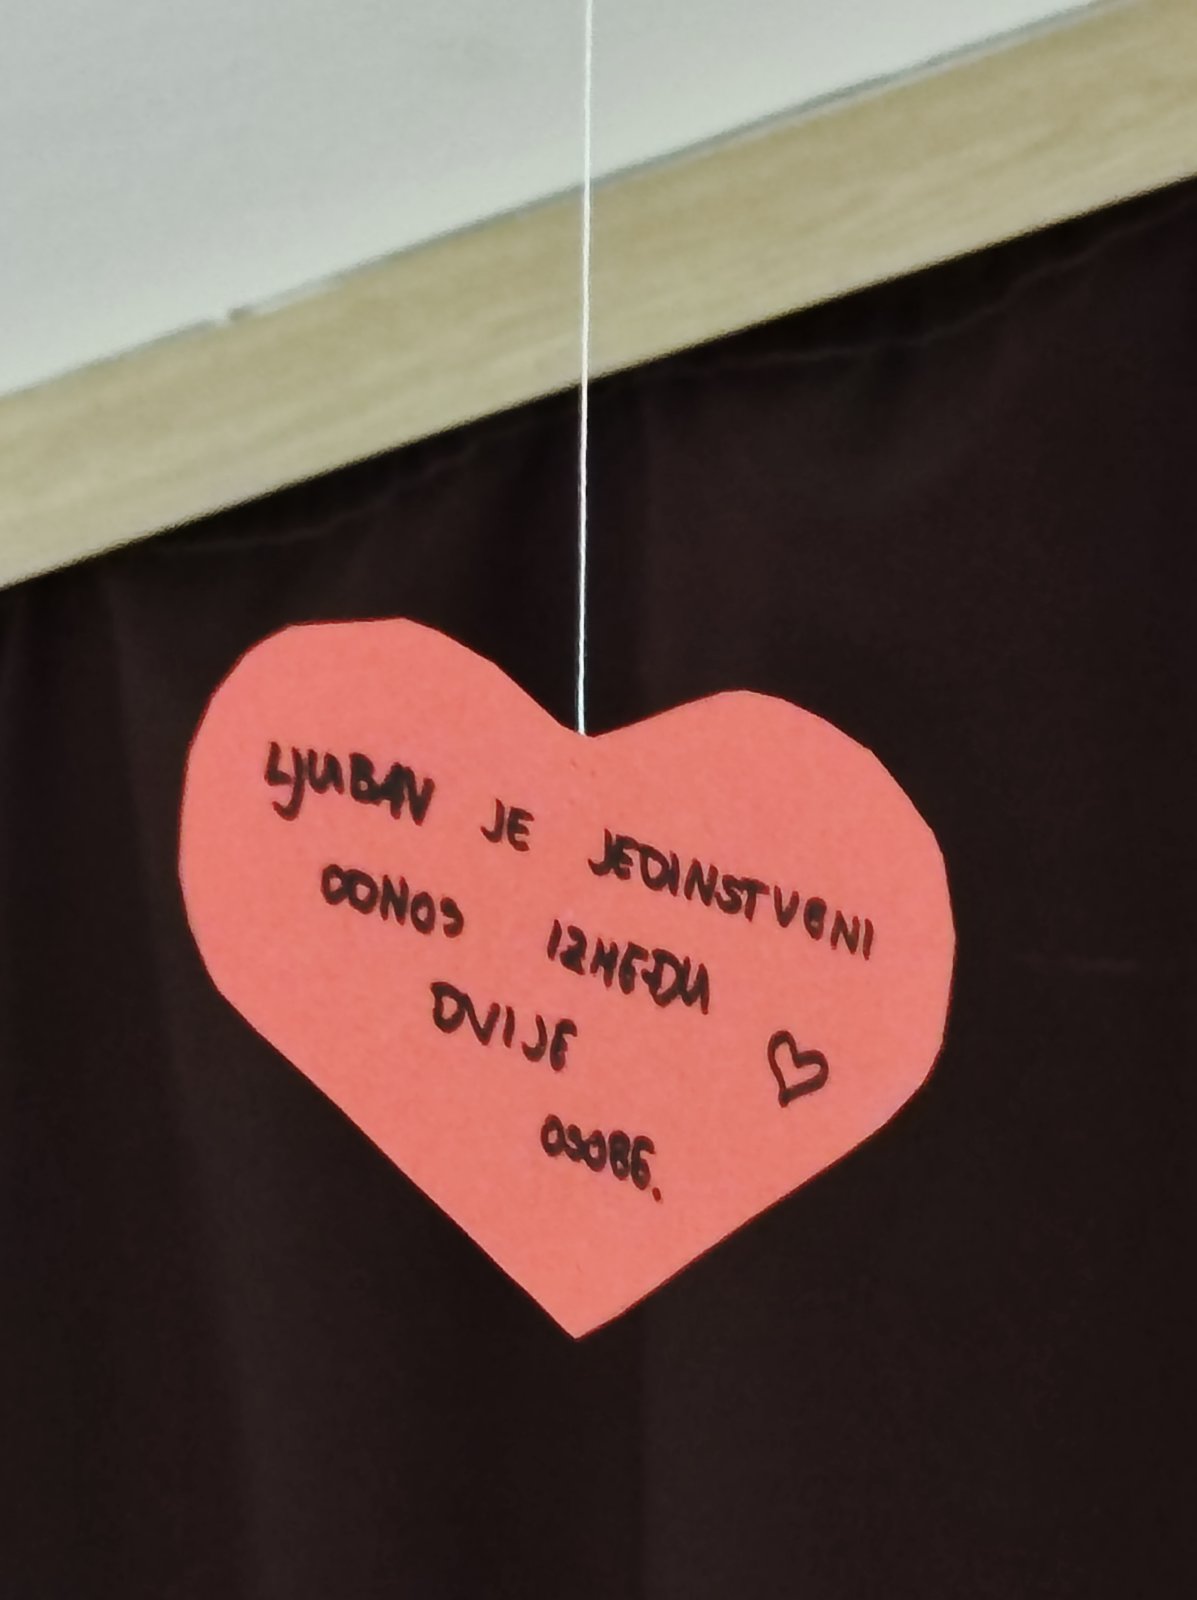 LJUBAV JE JEDINSTVENI
ODNOS IZMEĐU
DVIJE
OSOBE.